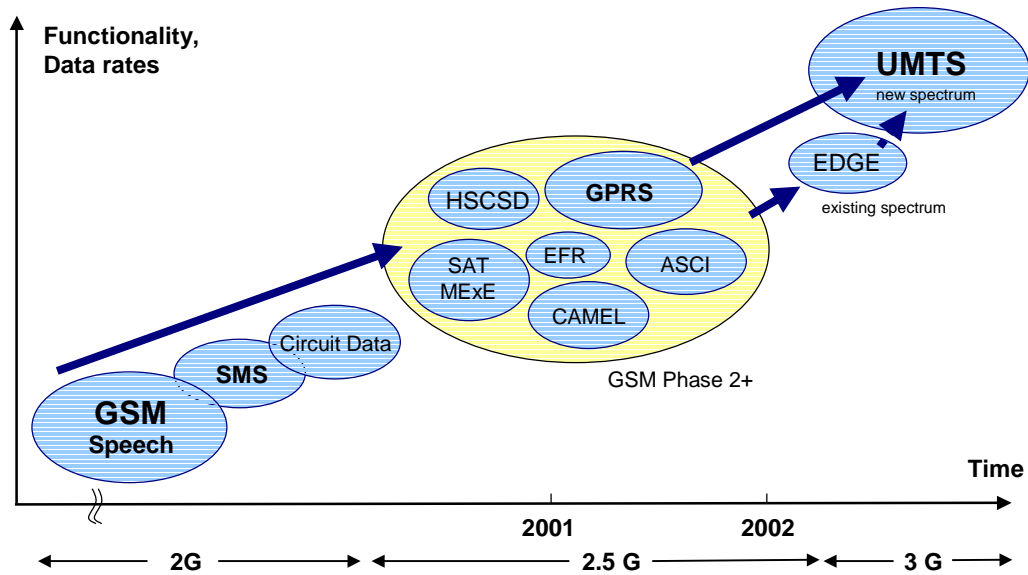 Functionality,
Data rates
UMTS
new spectrum
EDGE
existing spectrum
HSCSD
GPRS
EFR
SAT
MExE
ASCI
CAMEL
GSM Phase 2+
Circuit Data
SMS
GSM
Speech
Time
2001
2002
2G
2.5 G
3 G